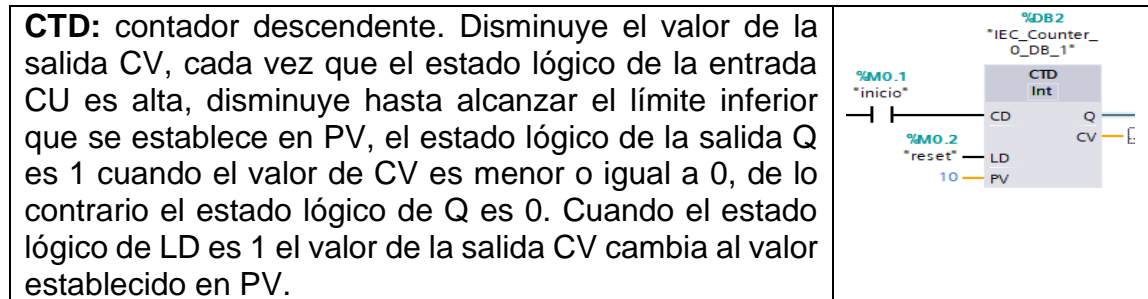 CTD: contador descendente. Disminuye el valor de la
salida CV, cada vez que el estado lógico de la entrada
CU es alta, disminuye hasta alcanzar el límite inferior
que se establece en PV, el estado lógico de la salida Q
es 1 cuando el valor de CV es menor o igual a 0, de lo
contrario el estado lógico de Q es 0. Cuando el estado
lógico de LD es 1 el valor de la salida CV cambia al valor
establecido en PV.
%DB2
"IEC_Counter_
0_DB_1"
CTD
Int
%M0.1
"inicio"
CD Q
CV
%M0.2
"reset" LD
10 PV